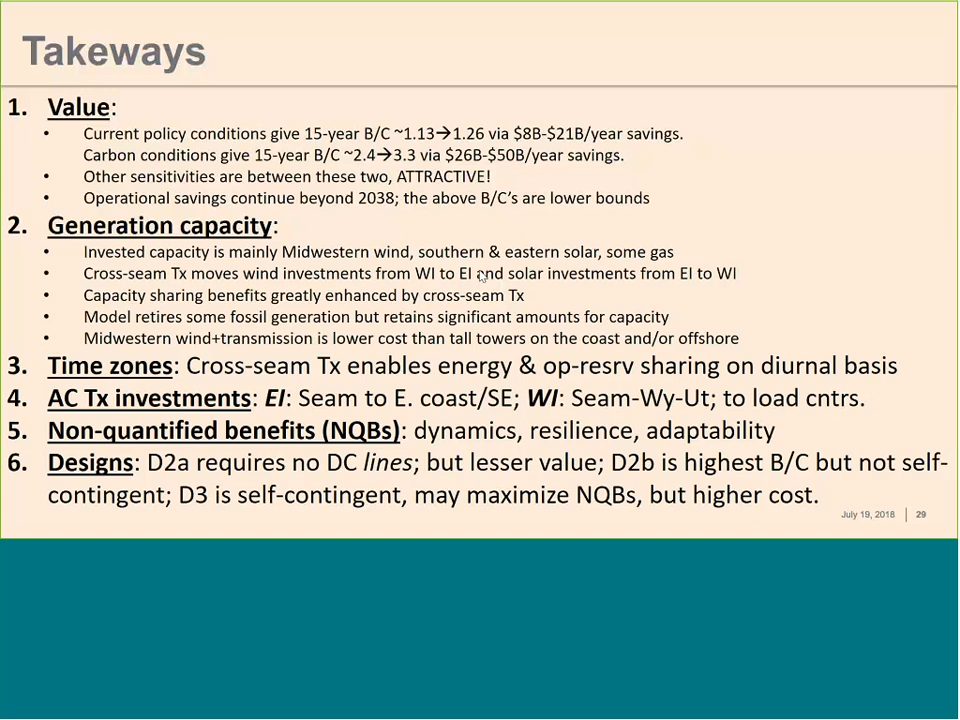 Takeways
1. Value:
• Current policy conditions give 15-year B/C ~1.13→1.26 via $8B-$21B/year savings.
Carbon conditions give 15-year B/C ~2.4→3.3 via $26B-$50B/year savings.
• Other sensitivities are between these two, ATTRACTIVE!
• Operational savings continue beyond 2038; the above B/C’s are lower bounds
2. Generation capacity:
• Invested capacity is mainly Midwestern wind, southern & eastern solar, some gas
• Cross-seam Tx moves wind investments from WI to EI and solar investments from EI to WI
• Capacity sharing benefits greatly enhanced by cross-seam Tx
• Model retires some fossil generation but retains significant amounts for capacity
• Midwestern wind+transmission is lower cost than tall towers on the coast and/or offshore
3. Time zones: Cross-seam Tx enables energy & op-resrv sharing on diurnal basis
4. AC Tx investments: EI: Seam to E. coast/SE; WI: Seam-Wy-Ut; to load cntrs.
5. Non-quantified benefits (NQBs): dynamics, resilience, adaptability
6. Designs: D2a requires no DC lines; but lesser value; D2b is highest B/C but not self-
contingent; D3 is self-contingent, may maximize NQBs, but higher cost.
July 19, 2018 | 29